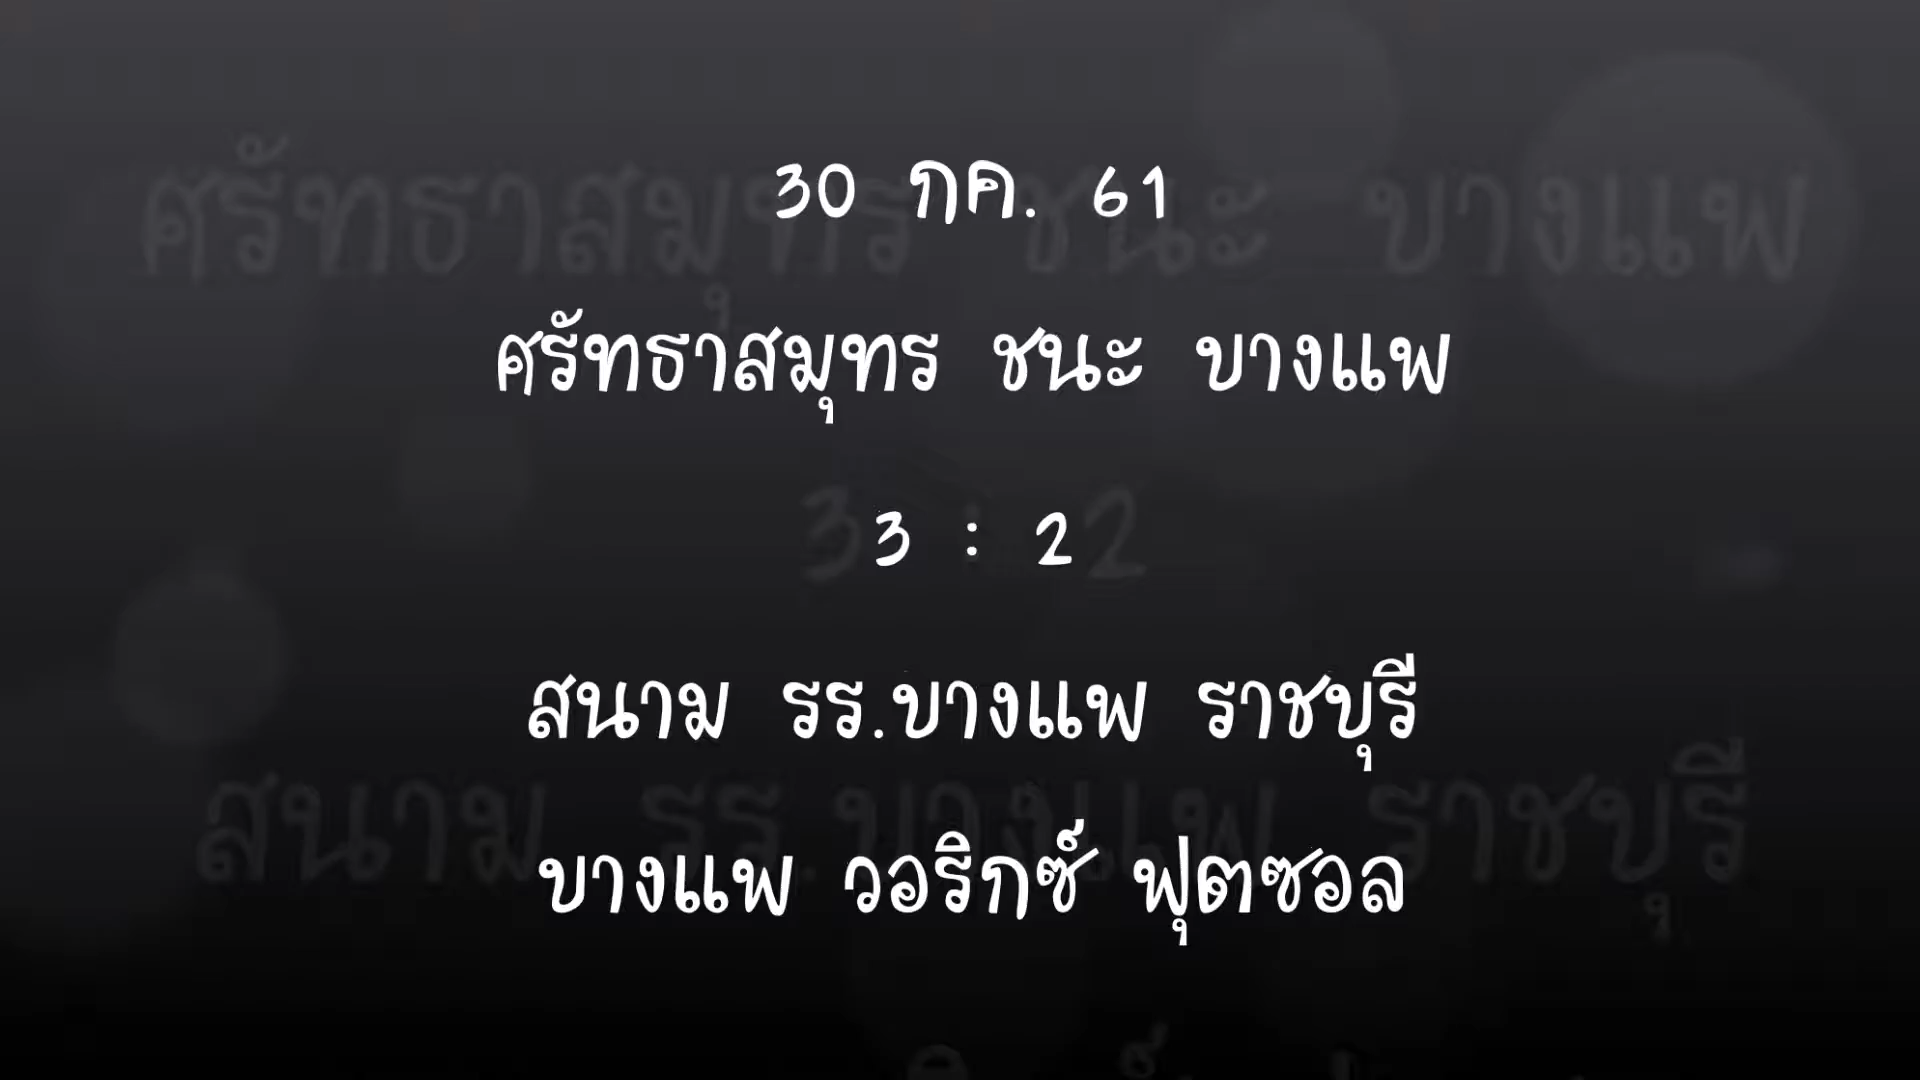 30 กค. 61
ศรัทธาสมุทร ชนะ บางแพ
3 : 2
สนาม รร.บางแพ ราชบุรี
บางแพ วอริกซ์ ฟุตซอล